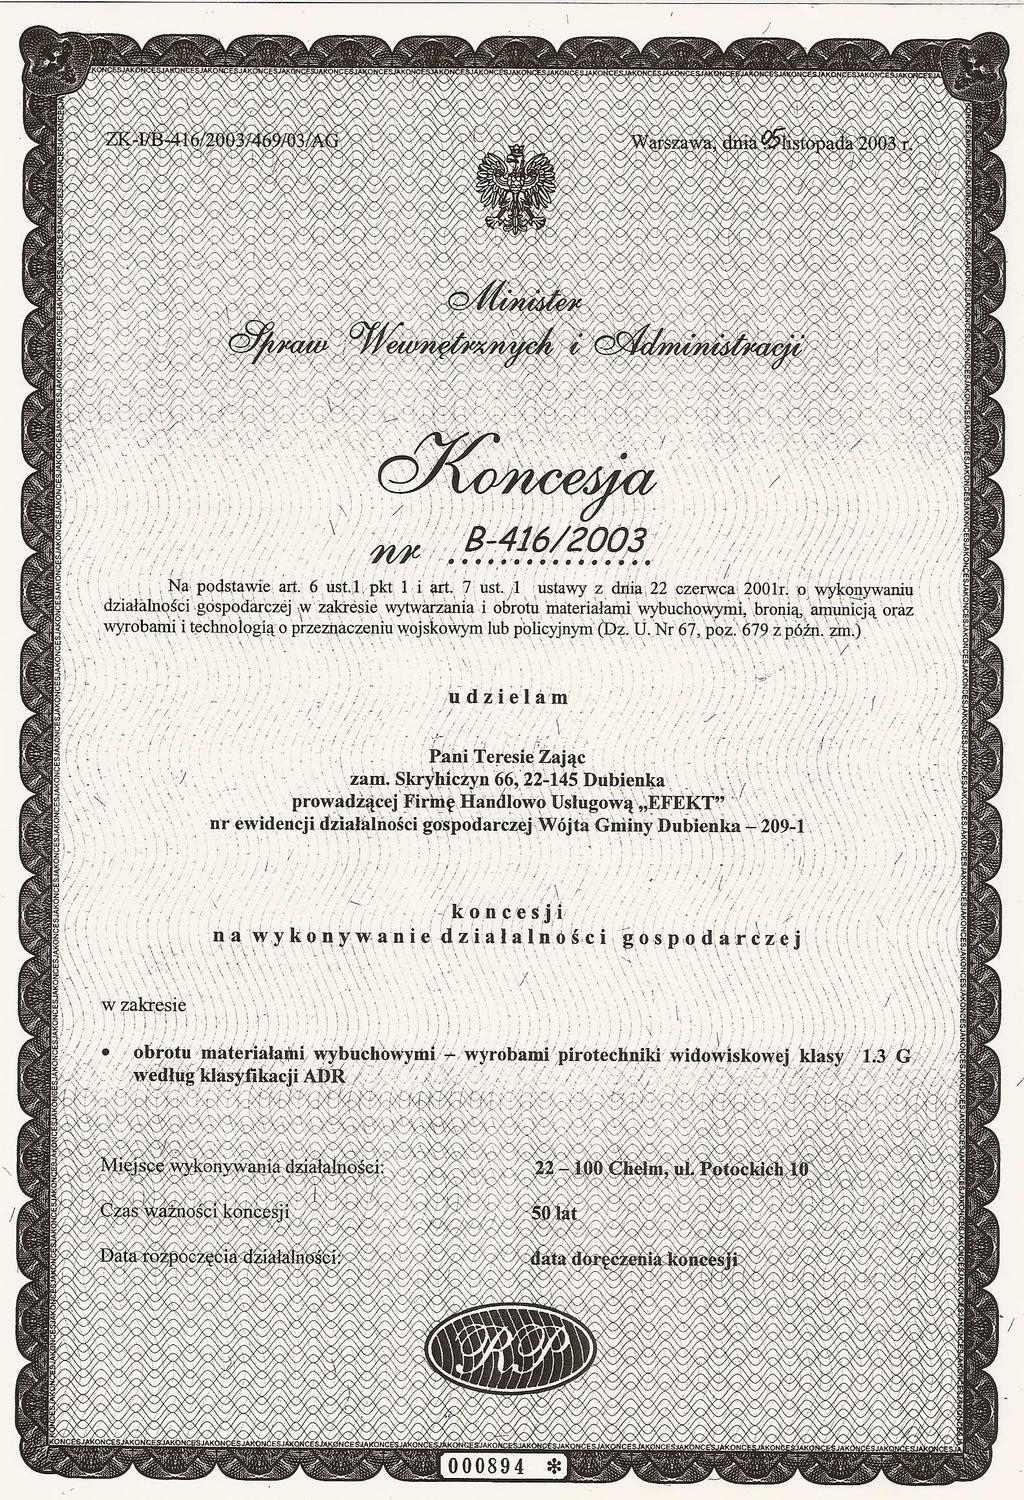 ZK-I/B-416/2003/469/03/AG
Warszawa, dnia 05 listopada 2003 r.
Minister
Spraw Wewnętrznych i Administracji
Koncesja
nr B-416/2003
Na podstawie art. 6 ust.1 pkt 1 i art. 7 ust. 1 ustawy z dnia 22 czerwca 2001r. o wykonywaniu
działalności gospodarczej w zakresie wytwarzania i obrotu materiałami wybuchowymi, bronią, amunicją oraz
wyrobami i technologią o przeznaczeniu wojskowym lub policyjnym (Dz. U. Nr 67, poz. 679 z późn. zm.)
udzielam
Pani Teresie Zając
zam. Skryhiczyn 66, 22-145 Dubienka
prowadzącej Firmę Handlowo Usługową „EFEKT”
nr ewidencji działalności gospodarczej Wójta Gminy Dubienka – 209-1
koncesji
na wykonywanie działalności gospodarczej
w zakresie
• obrotu materiałami wybuchowymi – wyrobami pirotechniki widowiskowej klasy 1.3 G
według klasyfikacji ADR
Miejsce wykonywania działalności: 22 – 100 Chełm, ul. Potockich 10
Czas ważności koncesji 50 lat
Data rozpoczęcia działalności: data doręczenia koncesji
RP
000894 *